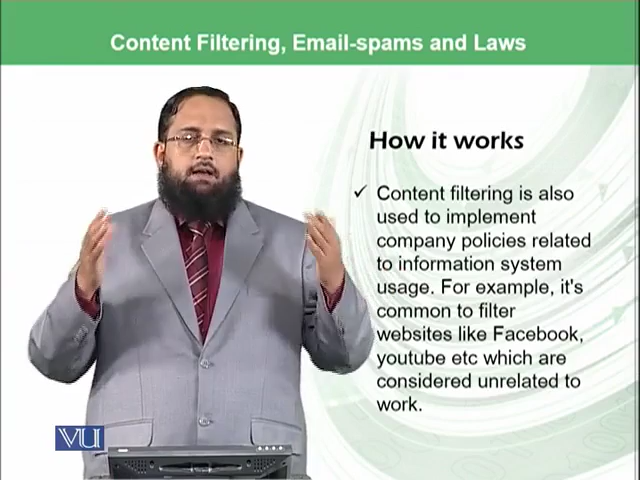 Content Filtering, Email-spams and Laws
How it works
✓ Content filtering is also
used to implement
company policies related
to information system
usage. For example, it's
common to filter
websites like Facebook,
youtube etc which are
considered unrelated to
work.
VU